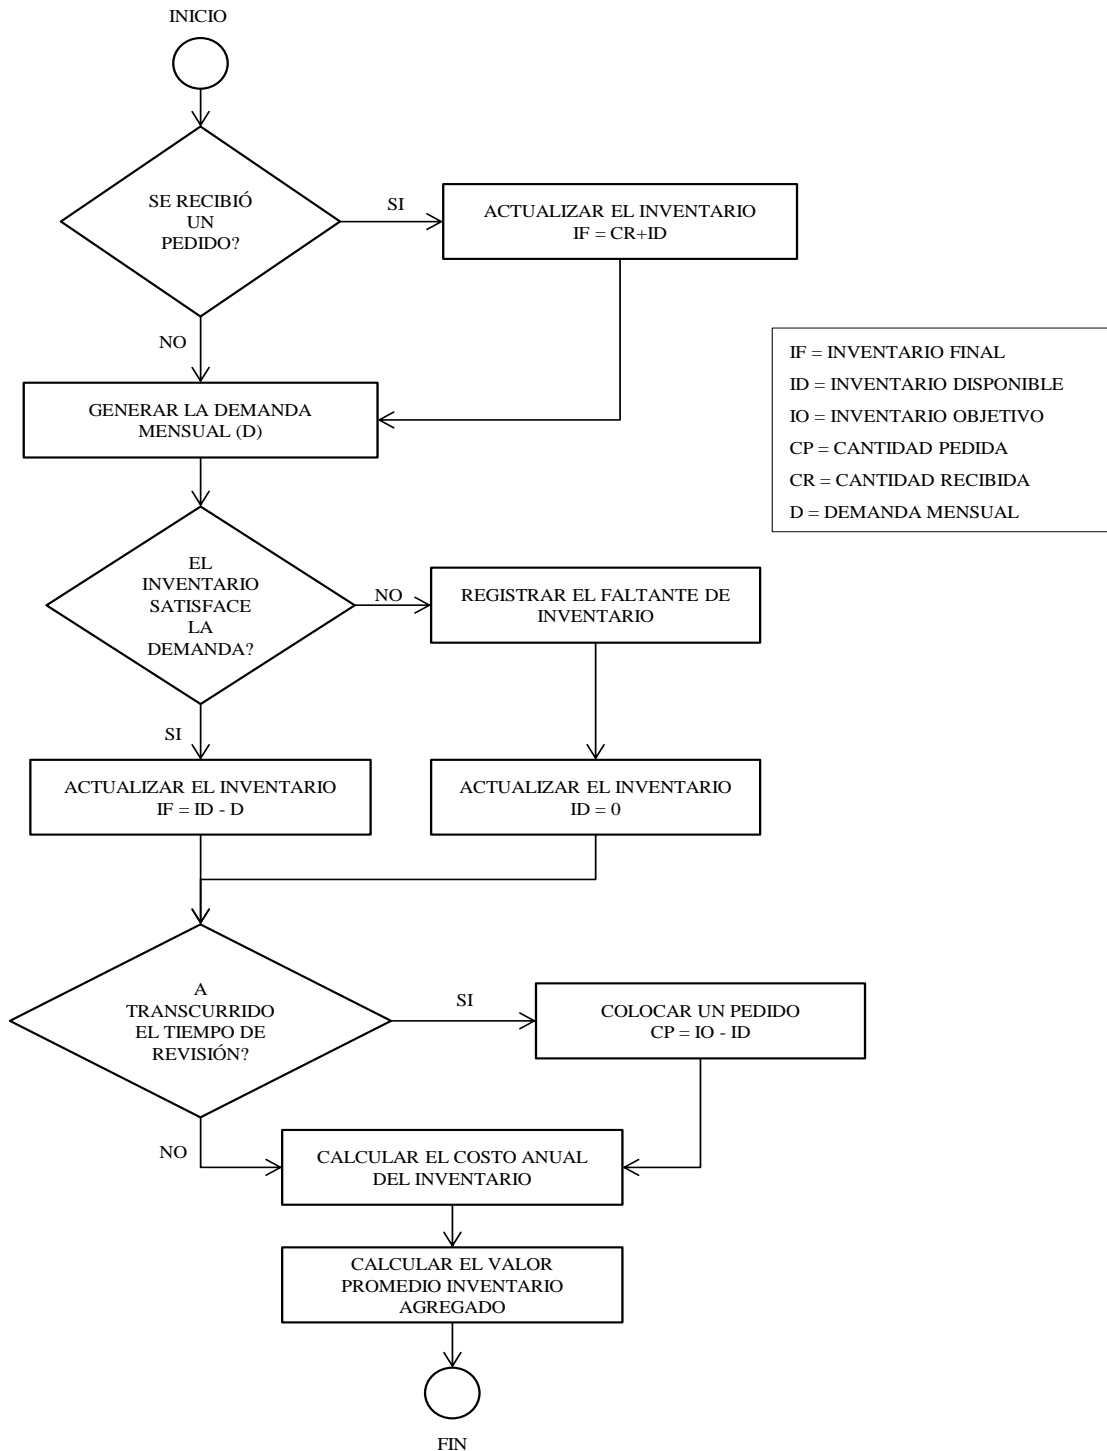 INICIO
SE RECIBIÓ
UN
PEDIDO?
SI
ACTUALIZAR EL INVENTARIO
IF = CR+ID
NO
GENERAR LA DEMANDA
MENSUAL (D)
IF = INVENTARIO FINAL
ID = INVENTARIO DISPONIBLE
IO = INVENTARIO OBJETIVO
CP = CANTIDAD PEDIDA
CR = CANTIDAD RECIBIDA
D = DEMANDA MENSUAL
EL
INVENTARIO
SATISFACE
LA
DEMANDA?
NO
REGISTRAR EL FALTANTE DE
INVENTARIO
SI
ACTUALIZAR EL INVENTARIO
IF = ID - D
ACTUALIZAR EL INVENTARIO
ID = 0
A
TRANSCURRIDO
EL TIEMPO DE
REVISIÓN?
SI
COLOCAR UN PEDIDO
CP = IO - ID
NO
CALCULAR EL COSTO ANUAL
DEL INVENTARIO
CALCULAR EL VALOR
PROMEDIO INVENTARIO
AGREGADO
FIN